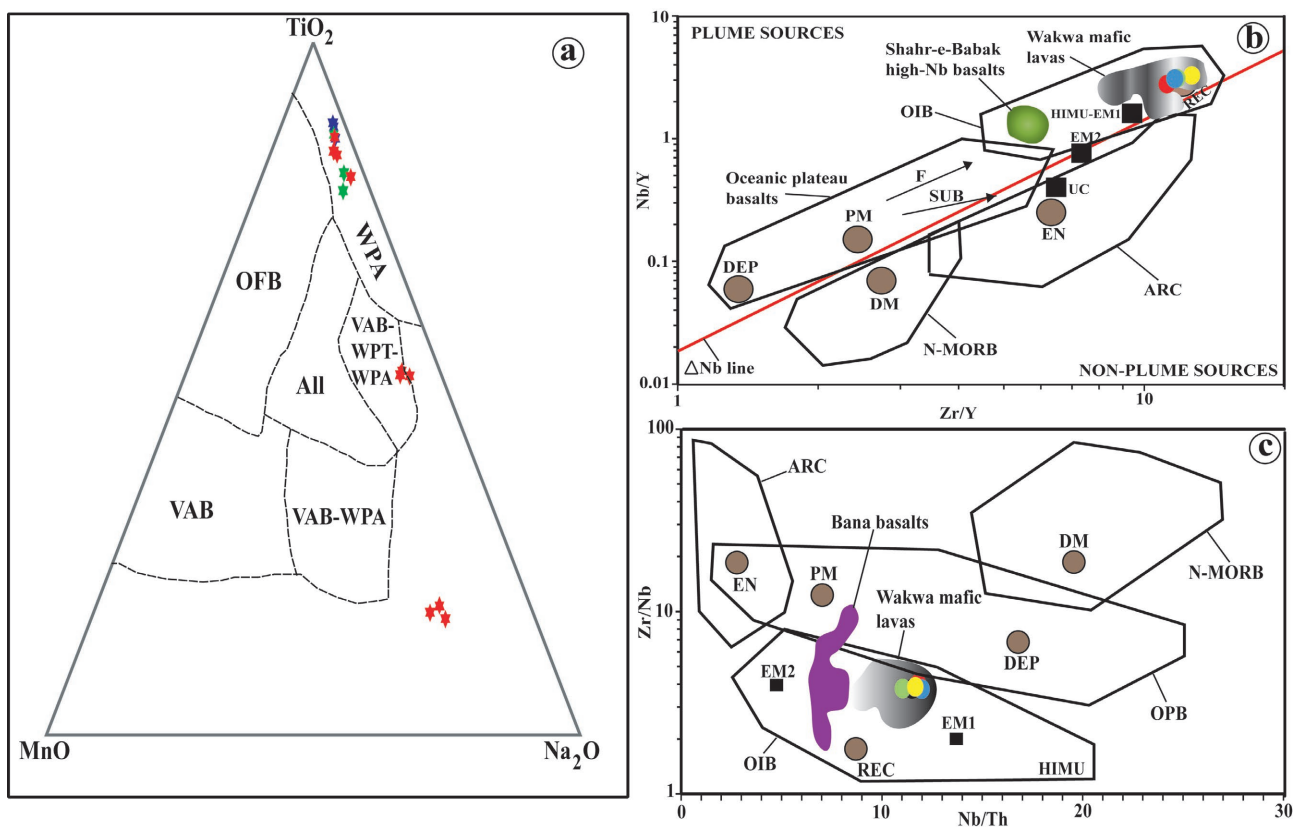 TiO2
a
OFB
WPA
VAB-
WPT-
WPA
All
VAB
VAB-WPA
MnO
Na2O
b
PLUME SOURCES
Shahr-e-Babak
high-Nb basalts
Wakwa mafic
lavas
OIB
HIMU-EM1
REC
EM2
UC
EN
Oceanic plateau
basalts
F
SUB
PM
DEP
DM
ARC
N-MORB
△Nb line
NON-PLUME SOURCES
10
1
0.1
0.01
Nb/Y
1
10
Zr/Y
c
ARC
Bana basalts
Wakwa mafic
lavas
EN
PM
DM
N-MORB
DEP
EM2
EM1
OPB
OIB
REC
HIMU
100
10
1
Zr/Nb
0
10
20
30
Nb/Th